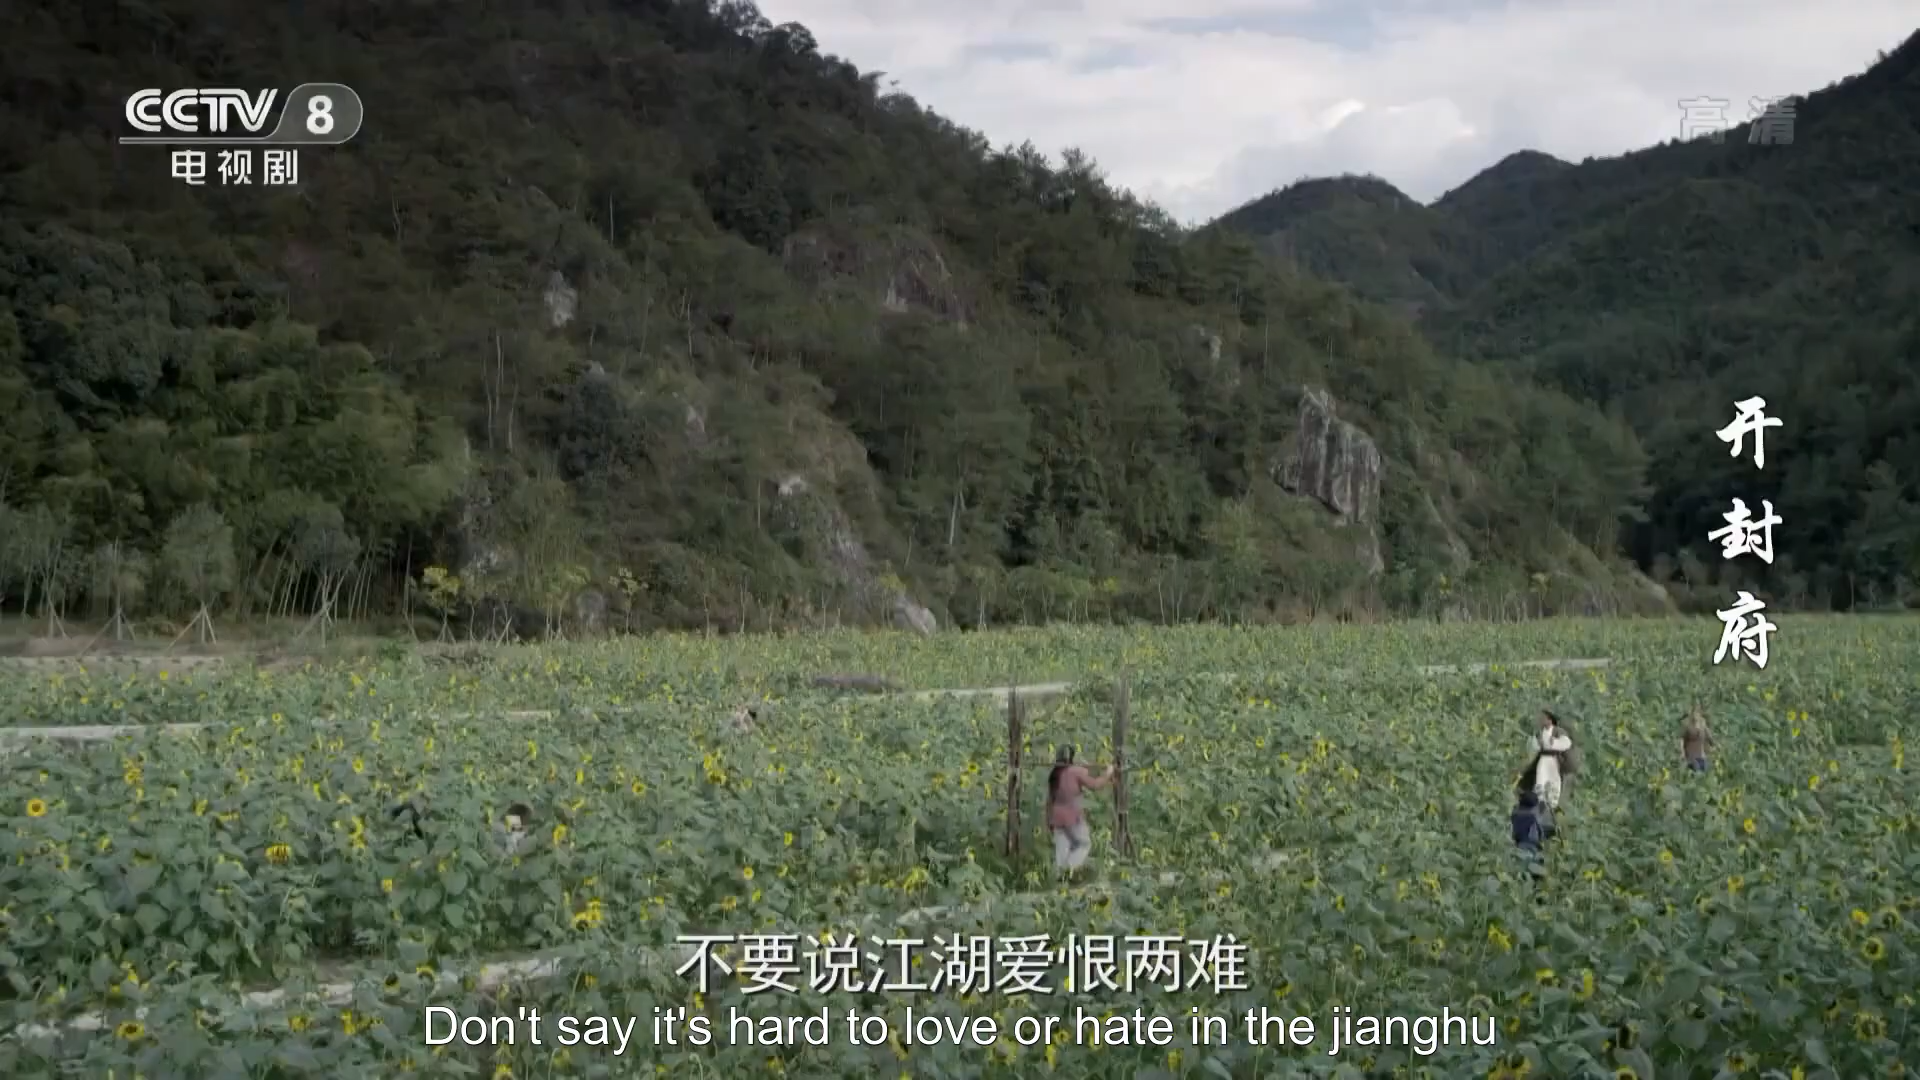 CCTV 8
高清
电视剧
开封府
不要说江湖爱恨两难
Don't say it's hard to love or hate in the jianghu